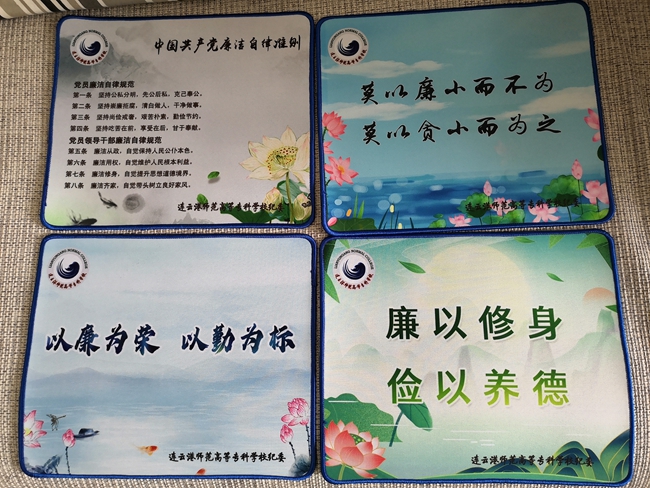 中国共产党廉洁自律准则
党员廉洁自律规范
第一条 坚持公私分明，先公后私，克己奉公。
第二条 坚持崇廉拒腐，清白做人，干净做事。
第三条 坚持尚俭戒奢，艰苦朴素，勤俭节约。
第四条 坚持吃苦在前，享受在后，甘于奉献。
党员领导干部廉洁自律规范
第五条 廉洁从政，自觉保持人民公仆本色。
第六条 廉洁用权，自觉维护人民根本利益。
第七条 廉洁修身，自觉提升思想道德境界。
第八条 廉洁齐家，自觉带头树立良好家风。
连云港师范高等专科学校纪委
莫以廉小而不为
莫以贪小而为之
连云港师范高等专科学校纪委
以廉为荣 以勤为标
连云港师范高等专科学校纪委
廉以修身
俭以养德
连云港师范高等专科学校纪委